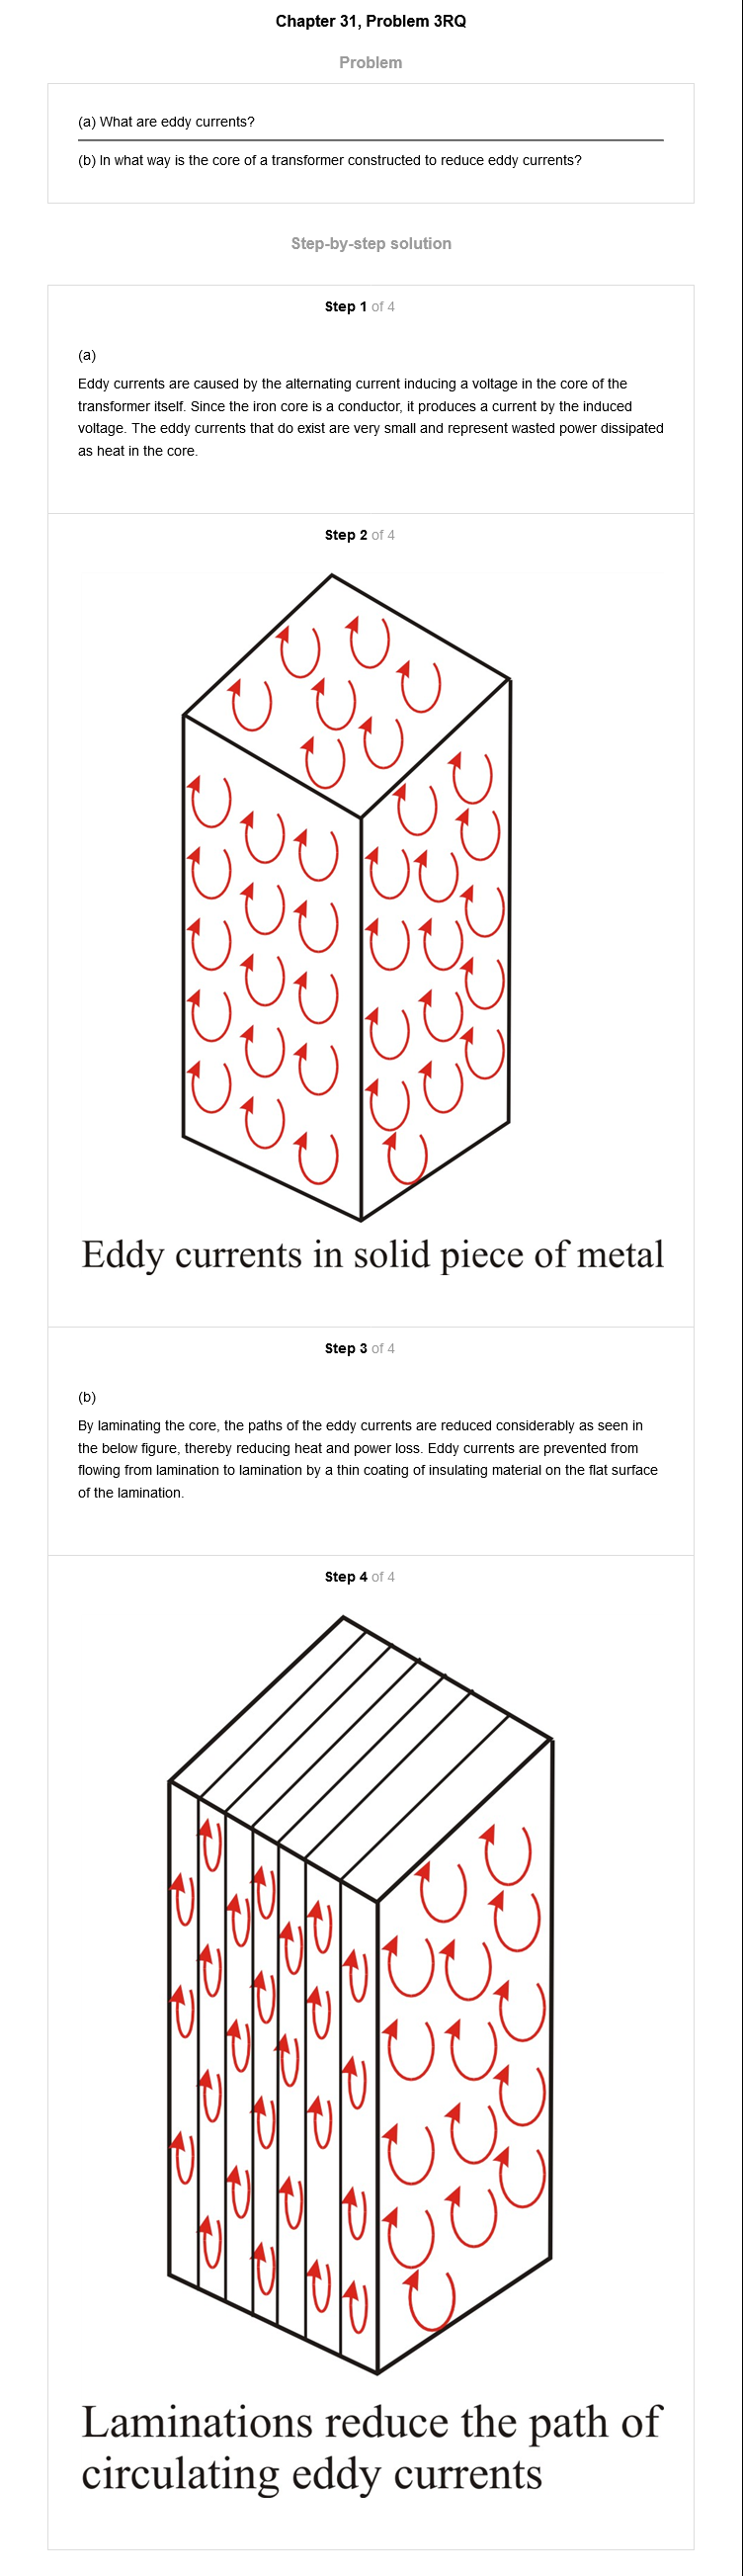 Chapter 31, Problem 3RQ
Problem
(a) What are eddy currents?
(b) In what way is the core of a transformer constructed to reduce eddy currents?
Step-by-step solution
Step 1 of 4
(a)
Eddy currents are caused by the alternating current inducing a voltage in the core of the
transformer itself. Since the iron core is a conductor, it produces a current by the induced
voltage. The eddy currents that do exist are very small and represent wasted power dissipated
as heat in the core.
Step 2 of 4
Eddy currents in solid piece of metal
Step 3 of 4
(b)
By laminating the core, the paths of the eddy currents are reduced considerably as seen in
the below figure, thereby reducing heat and power loss. Eddy currents are prevented from
flowing from lamination to lamination by a thin coating of insulating material on the flat surface
of the lamination.
Step 4 of 4
Laminations reduce the path of
circulating eddy currents